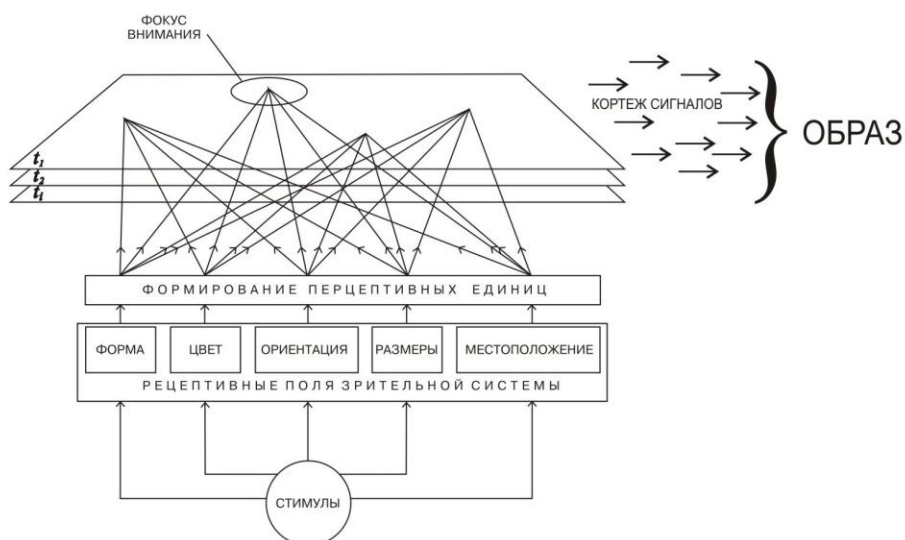 ФОКУС
ВНИМАНИЯ
КОРТЕЖ СИГНАЛОВ
ОБРАЗ
t₁
t₂
tᵢ
ФОРМИРОВАНИЕ ПЕРЦЕПТИВНЫХ ЕДИНИЦ
ФОРМА ЦВЕТ ОРИЕНТАЦИЯ РАЗМЕРЫ МЕСТОПОЛОЖЕНИЕ
РЕЦЕПТИВНЫЕ ПОЛЯ ЗРИТЕЛЬНОЙ СИСТЕМЫ
СТИМУЛЫ